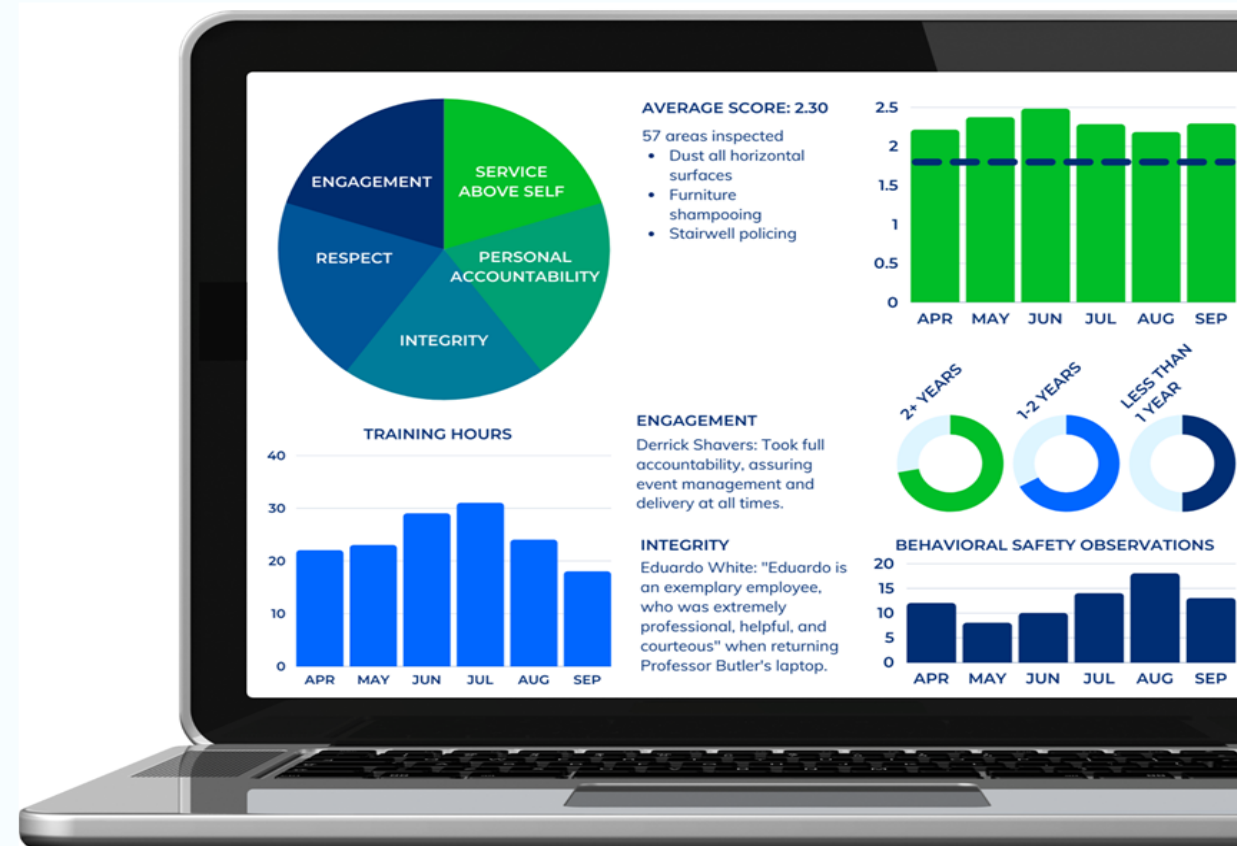 ENGAGEMENT
SERVICE
ABOVE SELF
RESPECT
PERSONAL
ACCOUNTABILITY
INTEGRITY
AVERAGE SCORE: 2.30
57 areas inspected
• Dust all horizontal
surfaces
• Furniture
shampooing
• Stairwell policing
2.5
2
1.5
1
0.5
0
APR MAY JUN JUL AUG SEP
TRAINING HOURS
40
30
20
10
0
APR MAY JUN JUL AUG SEP
ENGAGEMENT
Derrick Shavers: Took full
accountability, assuring
event management and
delivery at all times.
INTEGRITY
Eduardo White: "Eduardo is
an exemplary employee,
who was extremely
professional, helpful, and
courteous" when returning
Professor Butler's laptop.
2+ YEARS
1-2 YEARS
LESS THAN
1 YEAR
BEHAVIORAL SAFETY OBSERVATIONS
20
15
10
5
0
APR MAY JUN JUL AUG SEP